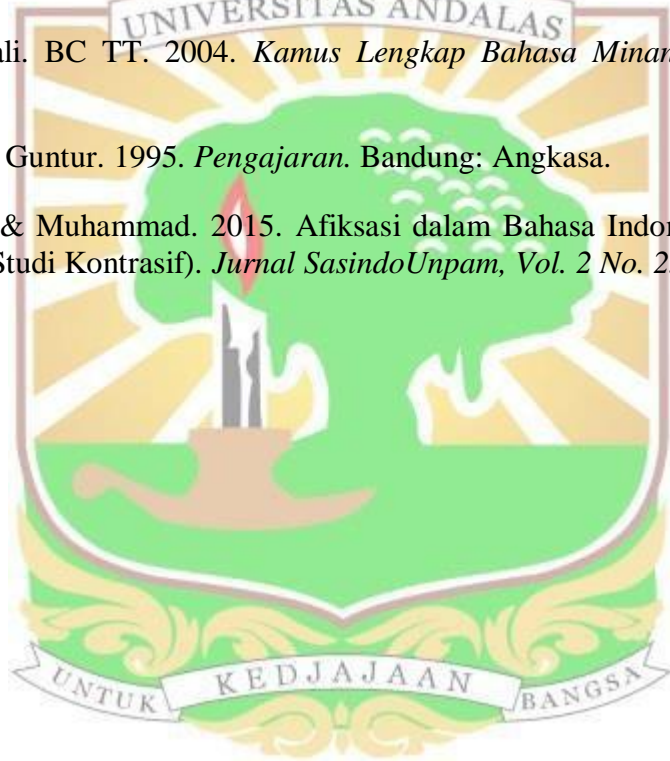 UNIVERSITAS ANDALAS
ali. BC TT. 2004. Kamus Lengkap Bahasa Minan
Guntur. 1995. Pengajaran. Bandung: Angkasa.
& Muhammad. 2015. Afiksasi dalam Bahasa Indon
Studi Kontrasif). Jurnal SasindoUnpam, Vol. 2 No. 2
UNTUK KEDJAJAAN BANGSA